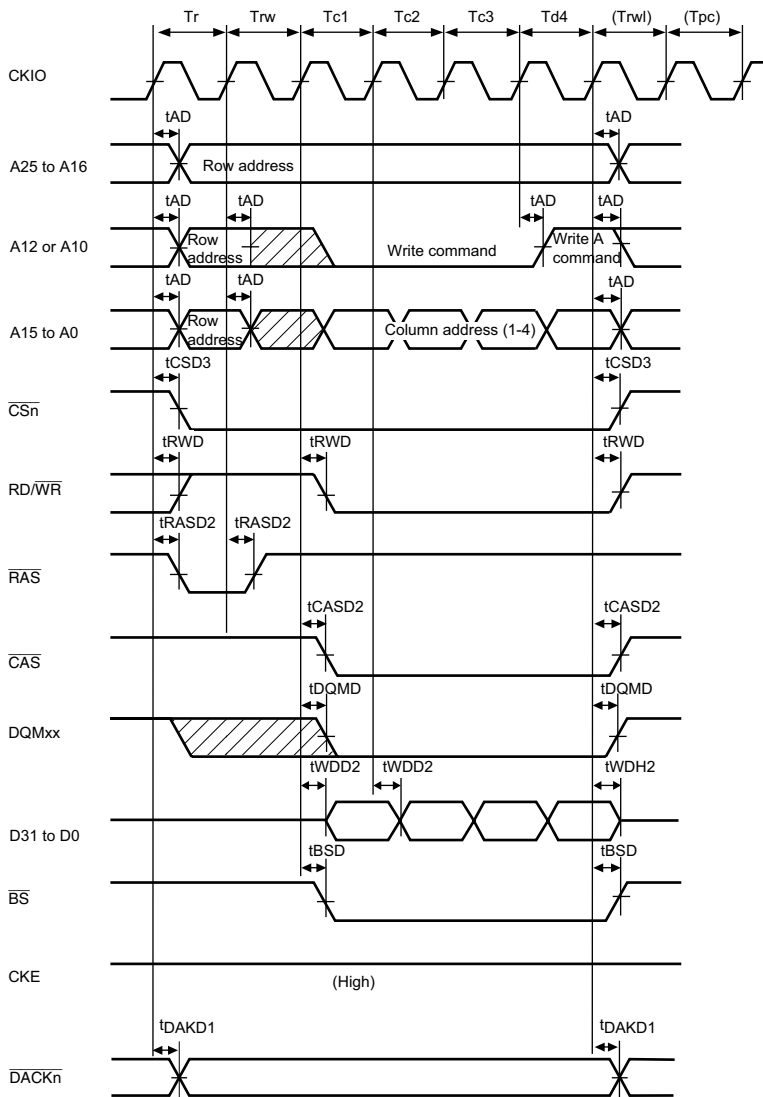 Tr Trw Tc1 Tc2 Tc3 Td4 (Trwl) (Tpc)
CKIO
tAD tAD
A25 to A16 Row address
tAD tAD tAD tAD
A12 or A10 Row address Write command Write A command
tAD tAD tAD
A15 to A0 Row address Column address (1-4)
tCSD3 tCSD3
CSn
tRWD tRWD tRWD
RD/WR
tRASD2 tRASD2
RAS
tCASD2 tCASD2
CAS
tDQMD tDQMD
DQMxx
tWDD2 tWDD2 tWDH2
D31 to D0
tBSD tBSD
BS
CKE (High)
tDAKD1 tDAKD1
DACKn